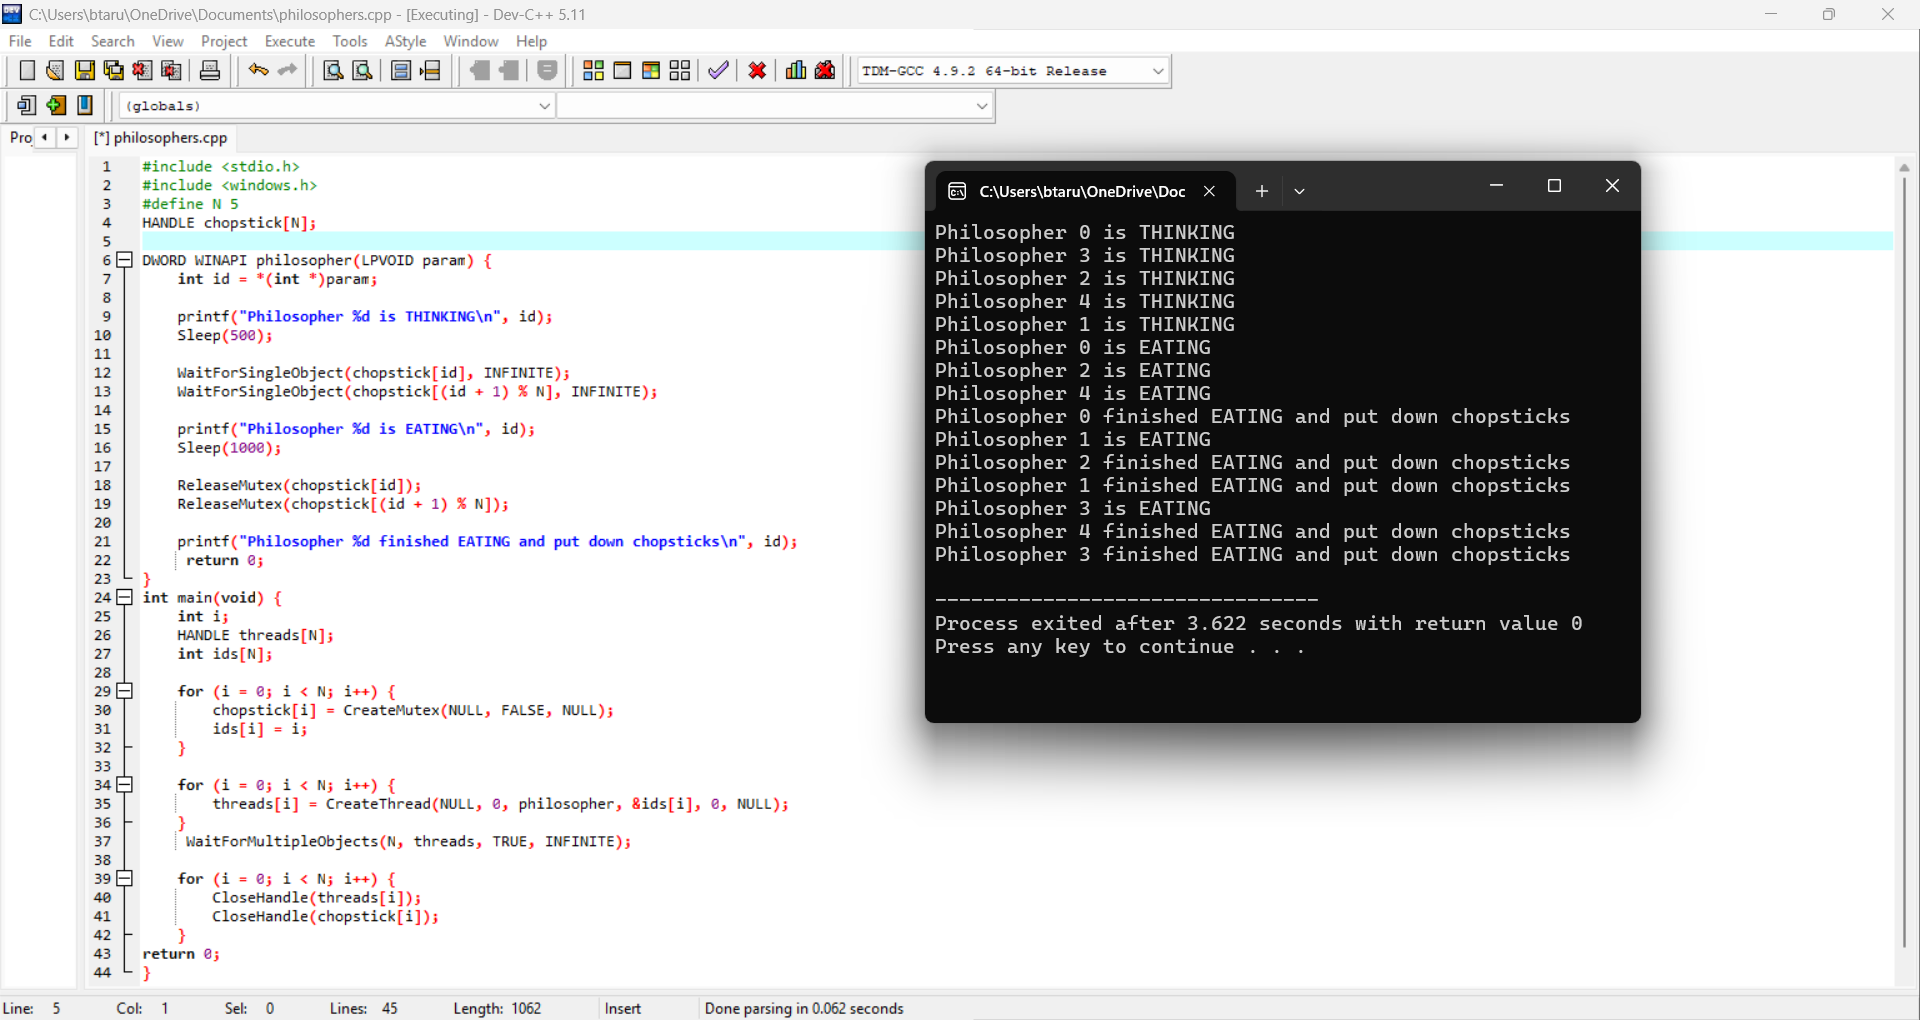 C:\Users\btaru\OneDrive\Documents\philosophers.cpp - [Executing] - Dev-C++ 5.11
File Edit Search View Project Execute Tools AStyle Window Help
TDM-GCC 4.9.2 64-bit Release
(globals)
[*] philosophers.cpp
1 #include <stdio.h>
2 #include <windows.h>
3 #define N 5
4 HANDLE chopstick[N];
5
6 DWORD WINAPI philosopher(LPVOID param) {
7 int id = *(int *)param;
8
9 printf("Philosopher %d is THINKING\n", id);
10 Sleep(500);
11
12 WaitForSingleObject(chopstick[id], INFINITE);
13 WaitForSingleObject(chopstick[(id + 1) % N], INFINITE);
14
15 printf("Philosopher %d is EATING\n", id);
16 Sleep(1000);
17
18 ReleaseMutex(chopstick[id]);
19 ReleaseMutex(chopstick[(id + 1) % N]);
20
21 printf("Philosopher %d finished EATING and put down chopsticks\n", id);
22 return 0;
23 }
24 int main(void) {
25 int i;
26 HANDLE threads[N];
27 int ids[N];
28
29 for (i = 0; i < N; i++) {
30 chopstick[i] = CreateMutex(NULL, FALSE, NULL);
31 ids[i] = i;
32 }
33
34 for (i = 0; i < N; i++) {
35 threads[i] = CreateThread(NULL, 0, philosopher, &ids[i], 0, NULL);
36 }
37 WaitForMultipleObjects(N, threads, TRUE, INFINITE);
38
39 for (i = 0; i < N; i++) {
40 CloseHandle(threads[i]);
41 CloseHandle(chopstick[i]);
42 }
43 return 0;
44 }
C:\Users\btaru\OneDrive\Doc
Philosopher 0 is THINKING
Philosopher 3 is THINKING
Philosopher 2 is THINKING
Philosopher 4 is THINKING
Philosopher 1 is THINKING
Philosopher 0 is EATING
Philosopher 2 is EATING
Philosopher 4 is EATING
Philosopher 0 finished EATING and put down chopsticks
Philosopher 1 is EATING
Philosopher 2 finished EATING and put down chopsticks
Philosopher 1 finished EATING and put down chopsticks
Philosopher 3 is EATING
Philosopher 4 finished EATING and put down chopsticks
Philosopher 3 finished EATING and put down chopsticks
--------------------------------
Process exited after 3.622 seconds with return value 0
Press any key to continue . . .
Line: 5 Col: 1 Sel: 0 Lines: 45 Length: 1062 Insert Done parsing in 0.062 seconds